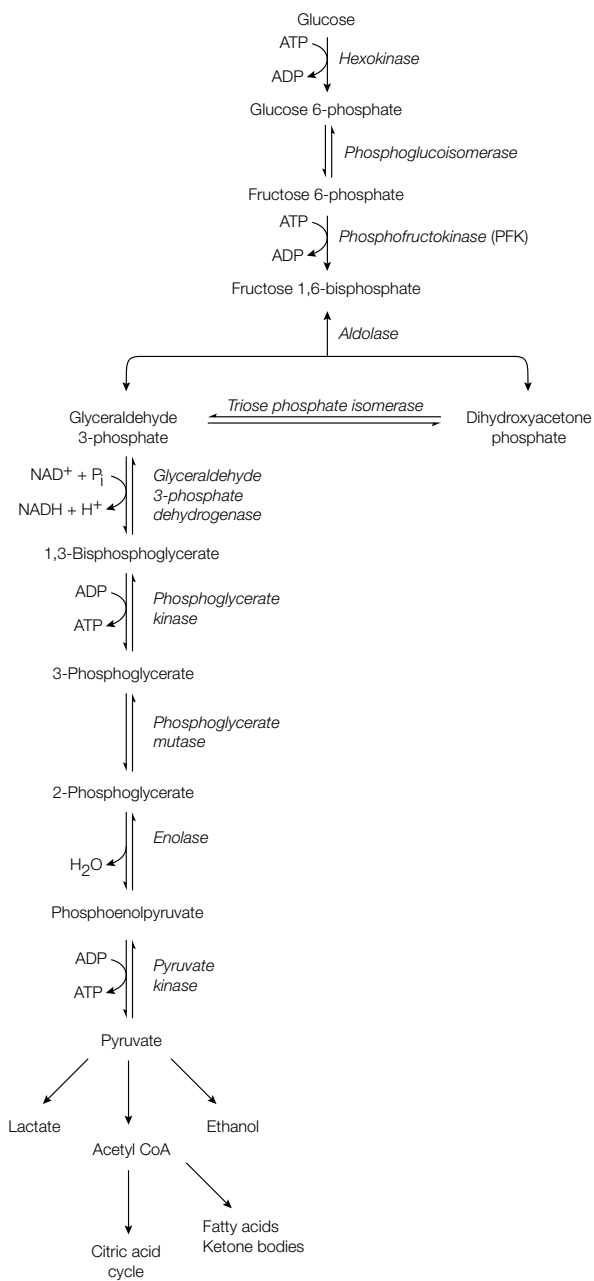 Glucose
ATP
Hexokinase
ADP
Glucose 6-phosphate
Phosphoglucoisomerase
Fructose 6-phosphate
ATP
Phosphofructokinase (PFK)
ADP
Fructose 1,6-bisphosphate
Aldolase
Triose phosphate isomerase
Glyceraldehyde
3-phosphate
Dihydroxyacetone
phosphate
NAD+ + Pi
NADH + H+
Glyceraldehyde
3-phosphate
dehydrogenase
1,3-Bisphosphoglycerate
ADP
ATP
Phosphoglycerate
kinase
3-Phosphoglycerate
Phosphoglycerate
mutase
2-Phosphoglycerate
Enolase
H2O
Phosphoenolpyruvate
ADP
ATP
Pyruvate
kinase
Pyruvate
Lactate
Ethanol
Acetyl CoA
Fatty acids
Ketone bodies
Citric acid
cycle